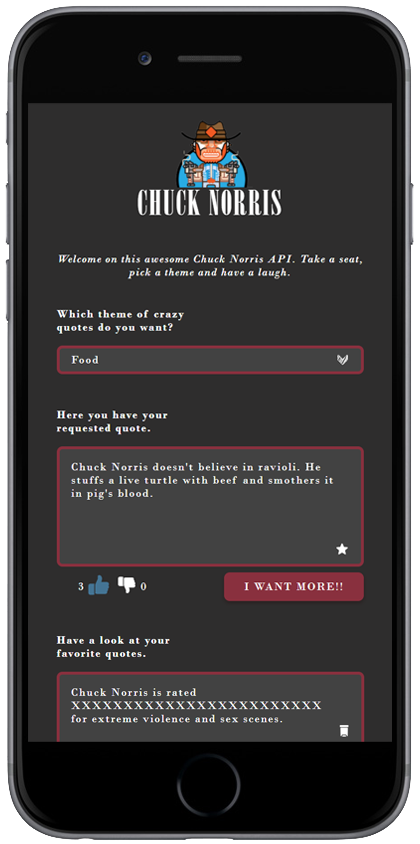 CHUCK NORRIS
Welcome on this awesome Chuck Norris API. Take a seat,
pick a theme and have a laugh.
Which theme of crazy
quotes do you want?
Food
Here you have your
requested quote.
Chuck Norris doesn't believe in ravioli. He
stuffs a live turtle with beef and smothers it
in pig's blood.
3 0
I WANT MORE!!
Have a look at your
favorite quotes.
Chuck Norris is rated
XXXXXXXXXXXXXXXXXXXXXXXX
for extreme violence and sex scenes.